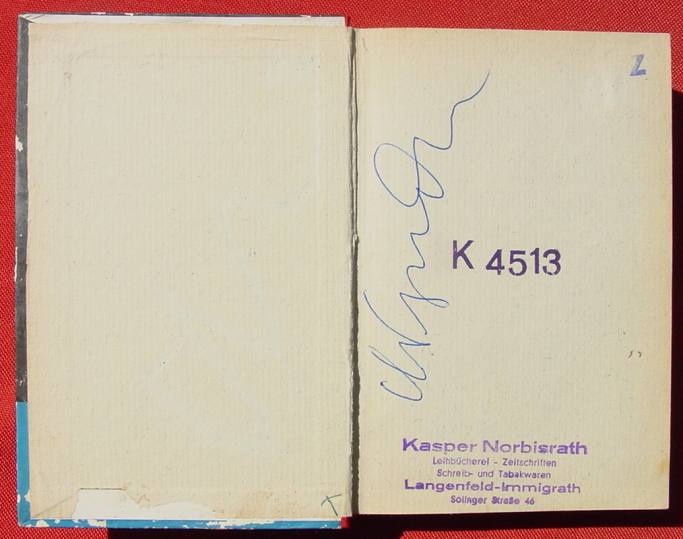 Z
K 4513
Kasper Norbisrath
Leihbücherei - Zeitschriften
Schreib- und Tabakwaren
Langenfeld-Immigrath
Solinger Straße 46